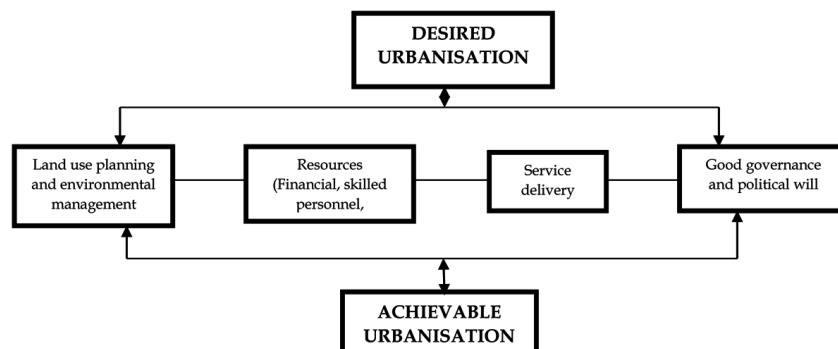 DESIRED
URBANISATION
Land use planning
and environmental
management
Resources
(Financial, skilled
personnel,
Service
delivery
Good governance
and political will
ACHIEVABLE
URBANISATION